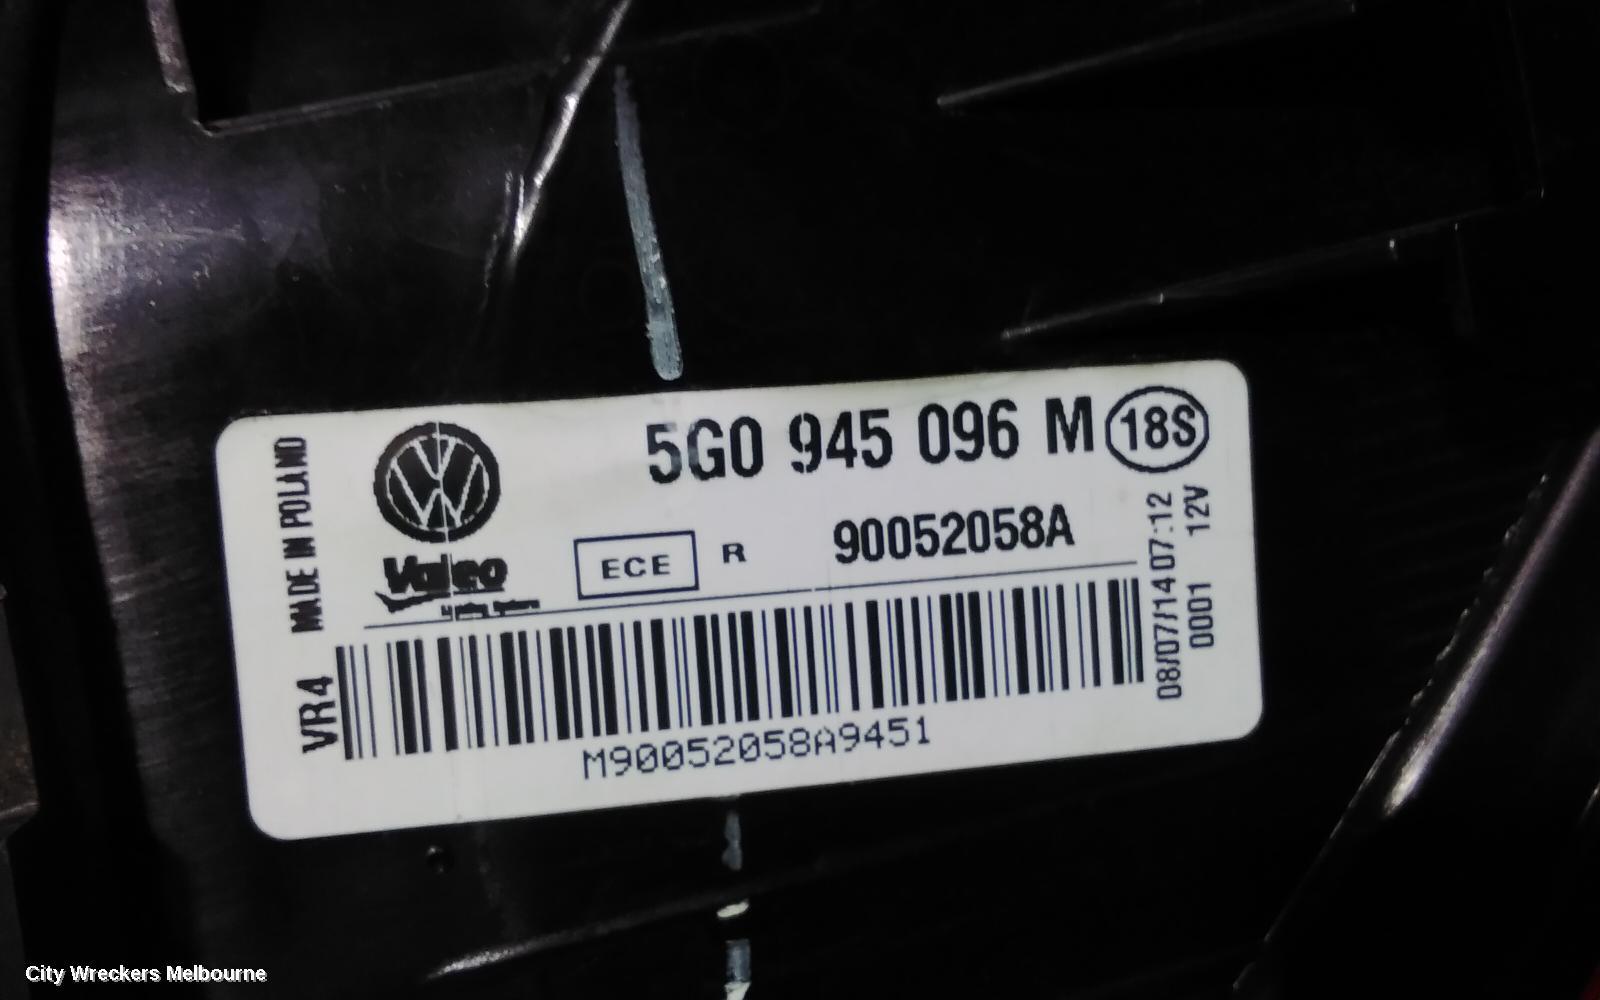 MADE IN POLAND
VR4
5G0 945 096 M 18S
Valeo
ECE R 90052058A
M90052058A9451
08/07/14 07:12
0001 12V
City Wreckers Melbourne